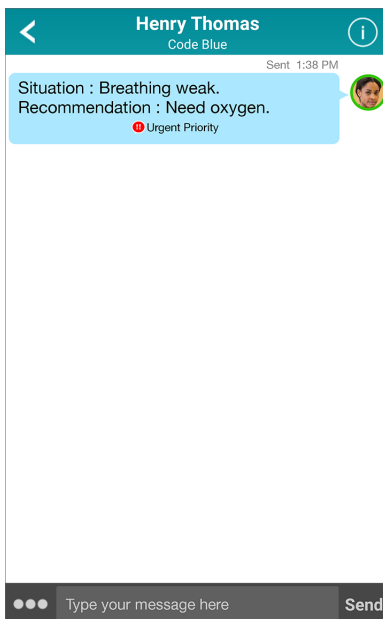 Henry Thomas
Code Blue
Sent 1:38 PM
Situation : Breathing weak.
Recommendation : Need oxygen.
!! Urgent Priority
Type your message here
Send